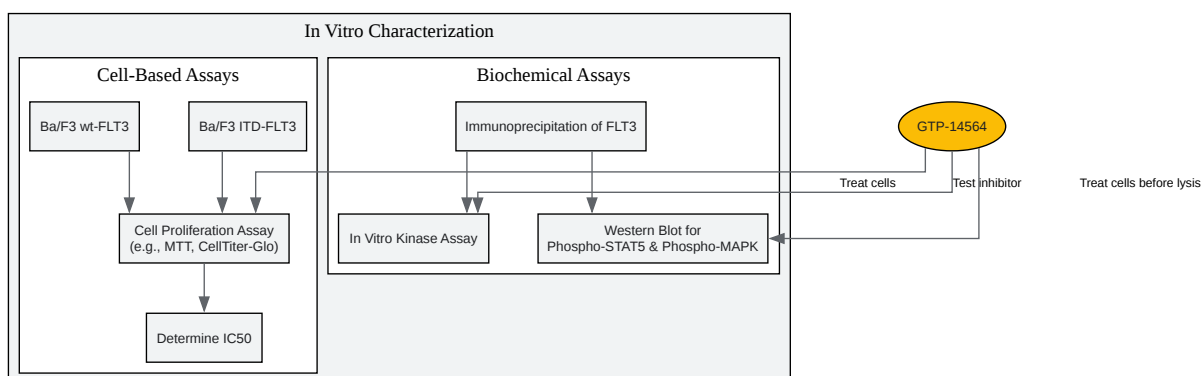 In Vitro Characterization
Cell-Based Assays
Biochemical Assays
Ba/F3 wt-FLT3
Ba/F3 ITD-FLT3
Immunoprecipitation of FLT3
GTP-14564
Treat cells
Test inhibitor
Treat cells before lysis
Cell Proliferation Assay
(e.g., MTT, CellTiter-Glo)
In Vitro Kinase Assay
Western Blot for
Phospho-STAT5 & Phospho-MAPK
Determine IC50